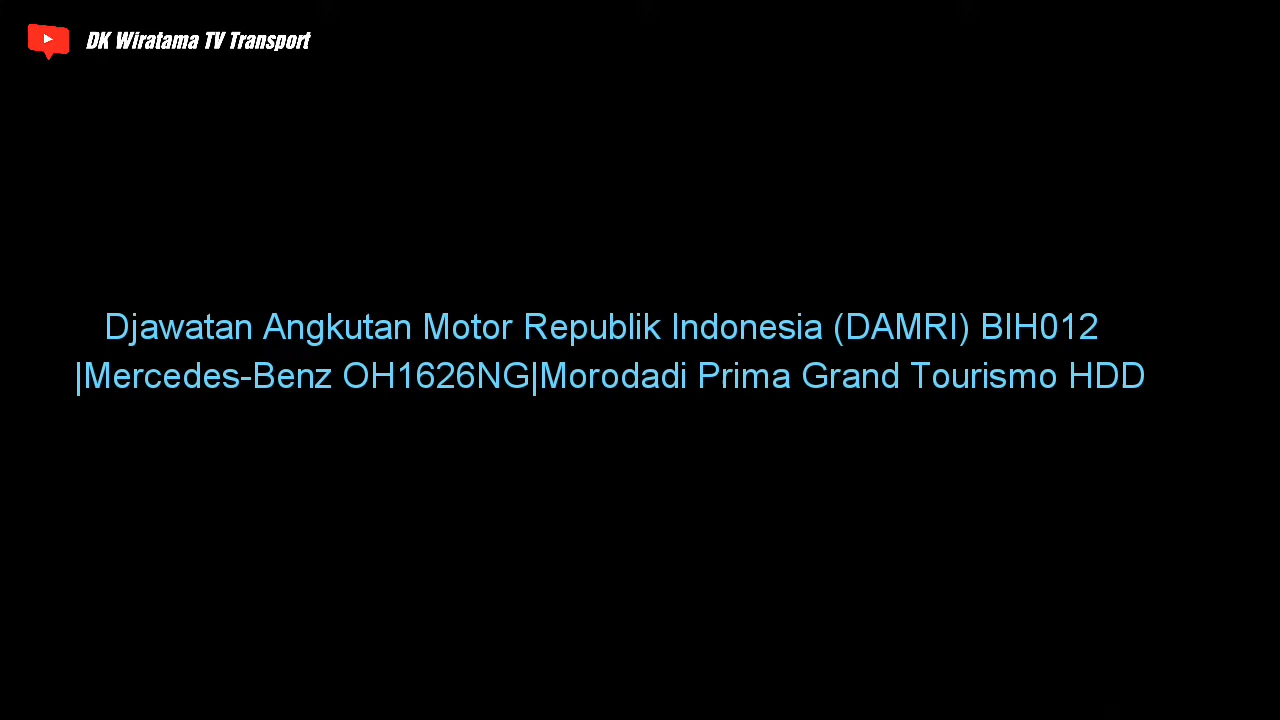 DK Wiratama TV Transport
Djawatan Angkutan Motor Republik Indonesia (DAMRI) BIH012
|Mercedes-Benz OH1626NG|Morodadi Prima Grand Tourismo HDD